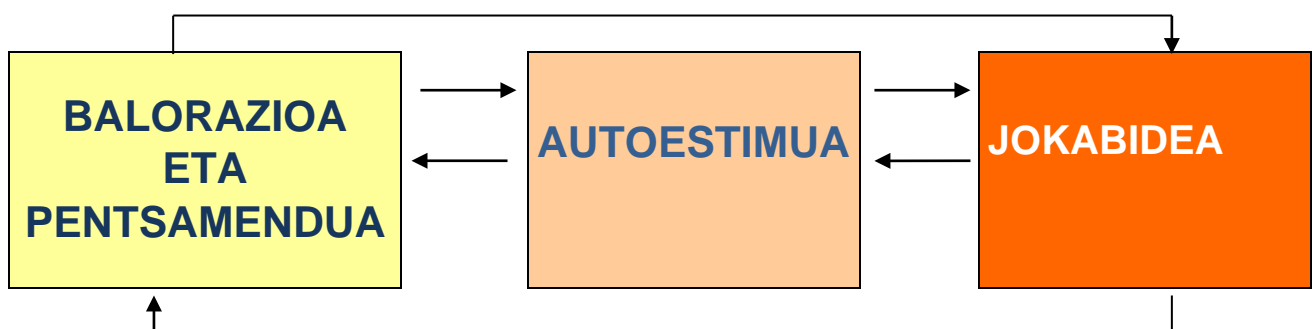 BALORAZIOA
ETA
PENTSAMENDUA
AUTOESTIMUA
JOKABIDEA